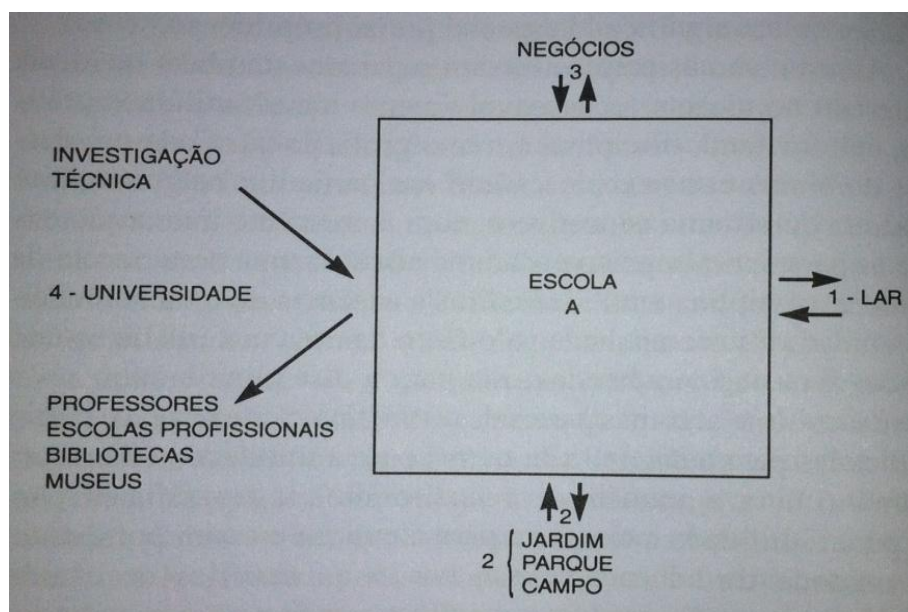 NEGÓCIOS
3
INVESTIGAÇÃO
TÉCNICA
4 - UNIVERSIDADE
ESCOLA
A
1 - LAR
PROFESSORES
ESCOLAS PROFISSIONAIS
BIBLIOTECAS
MUSEUS
2
2 { JARDIM
PARQUE
CAMPO